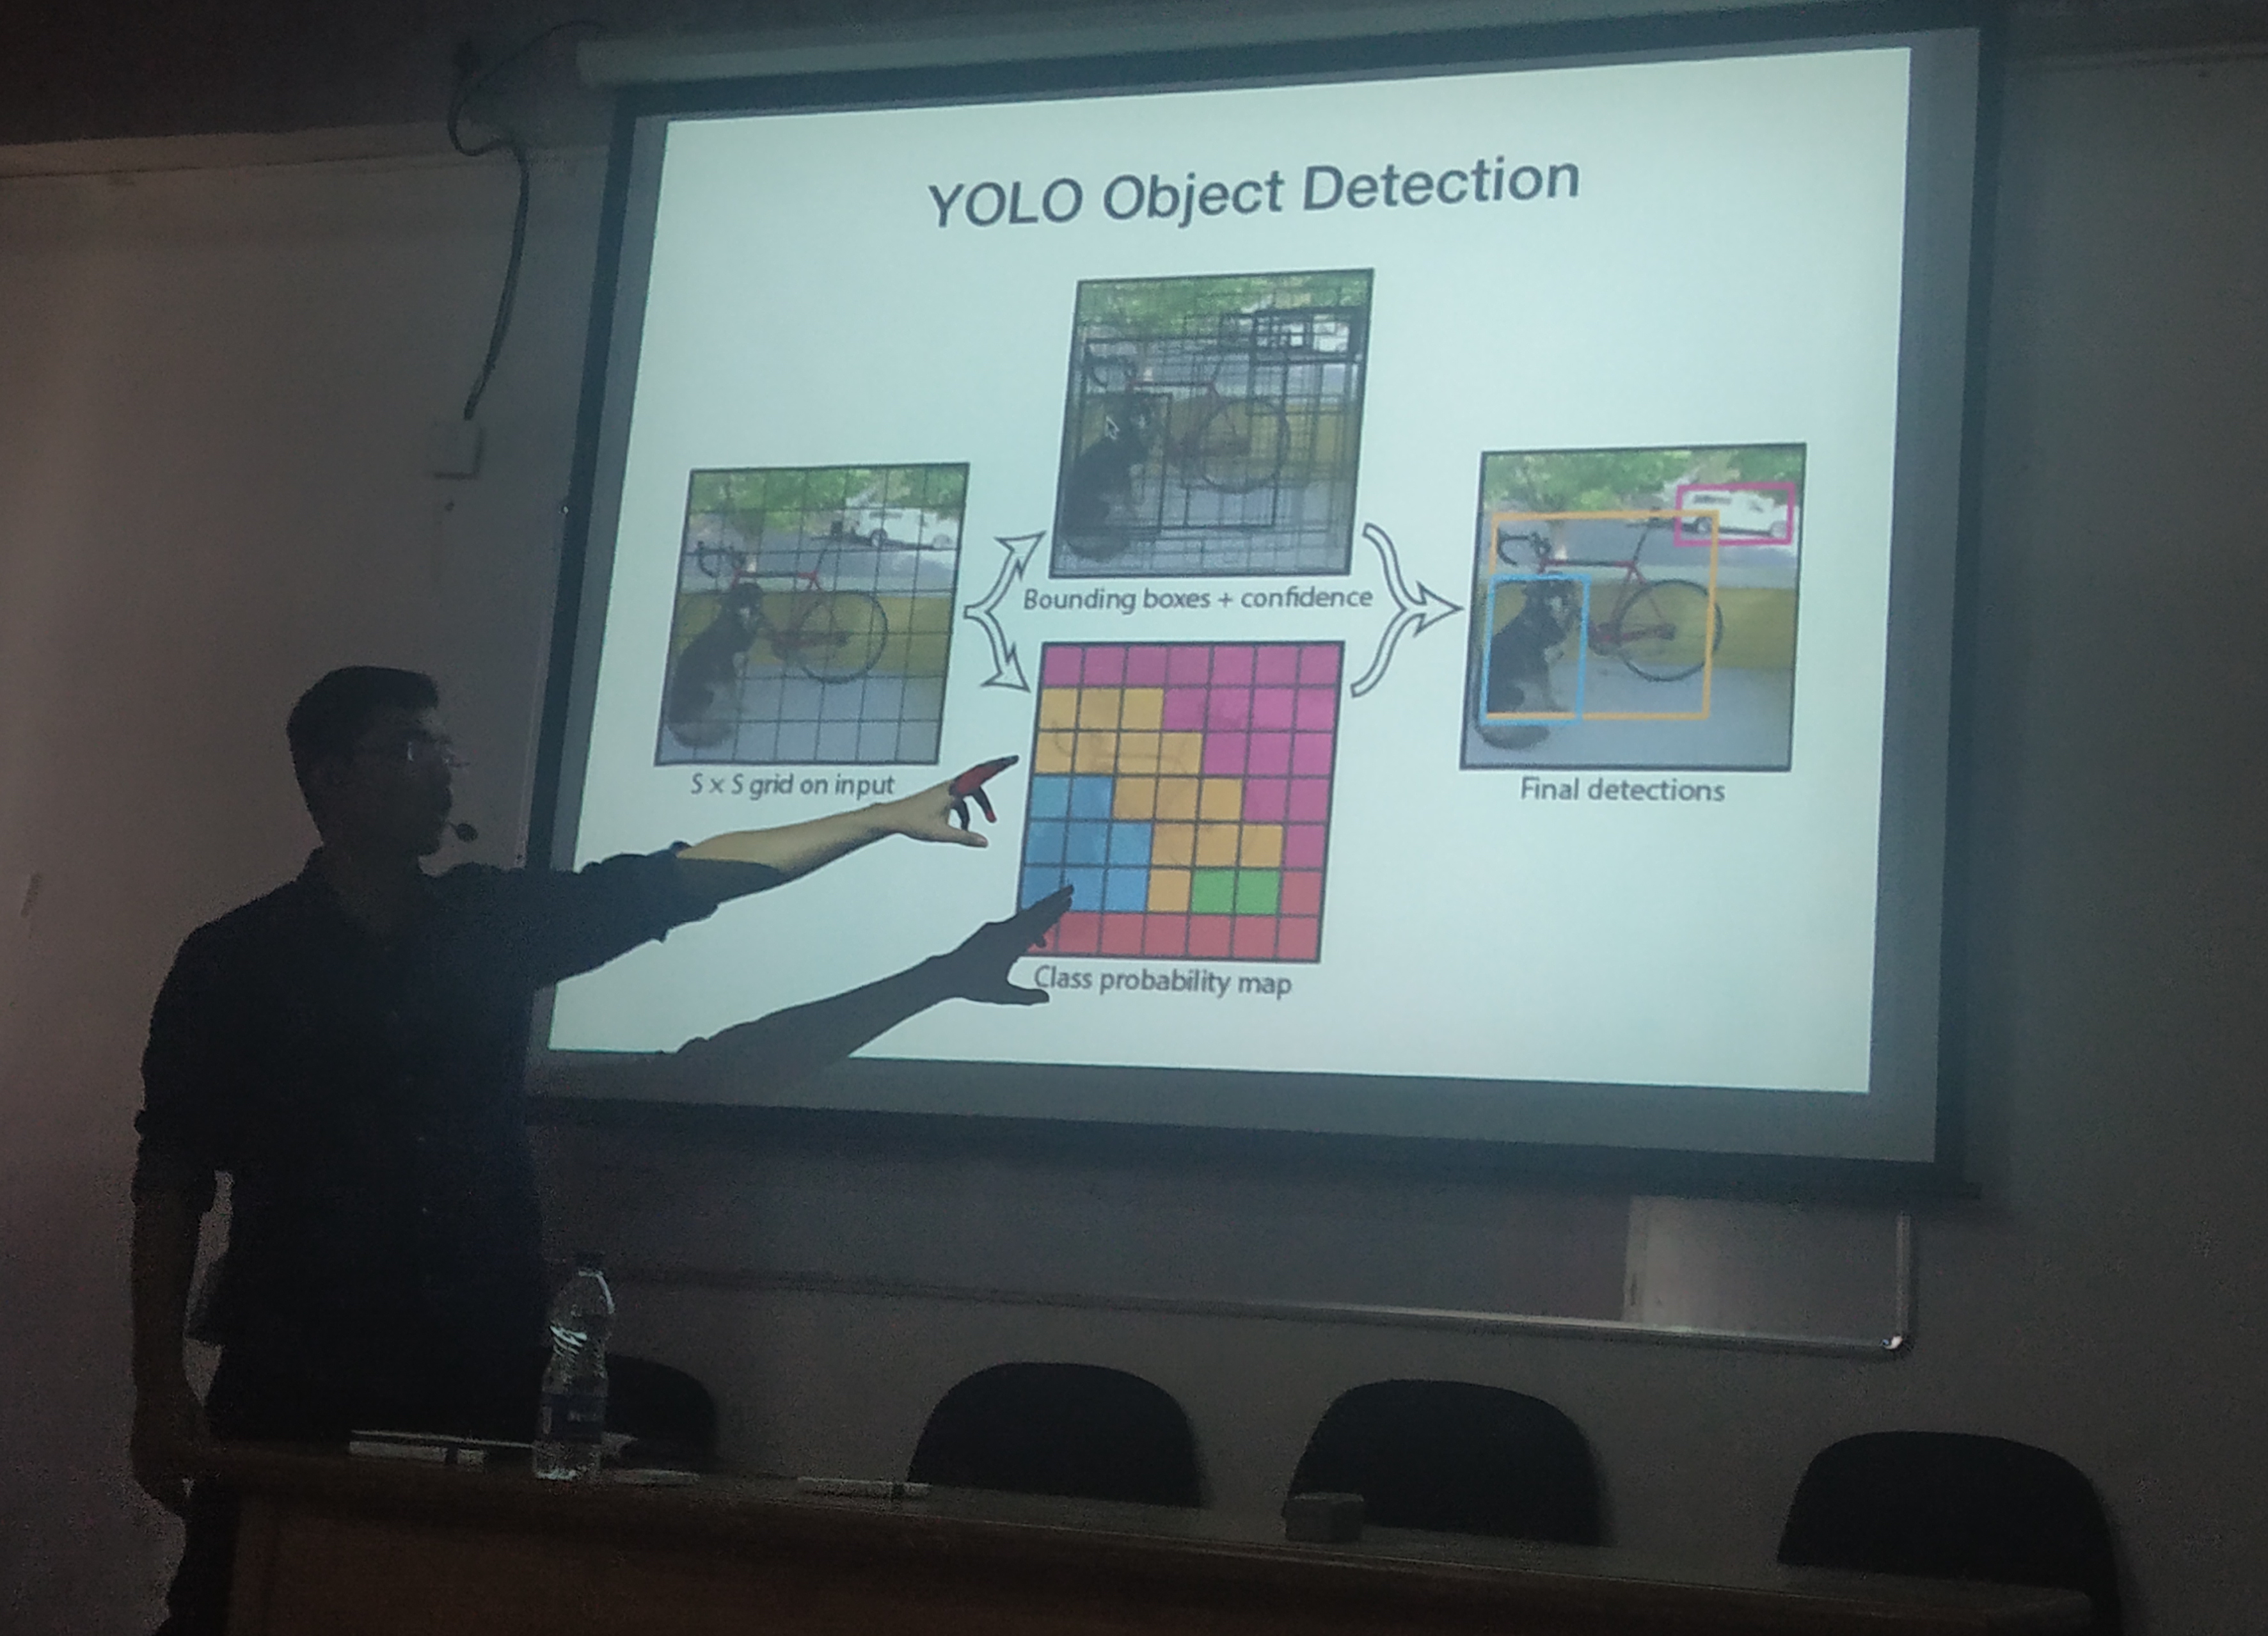 YOLO Object Detection
Bounding boxes + confidence
S x S grid on input
Final detections
Class probability map